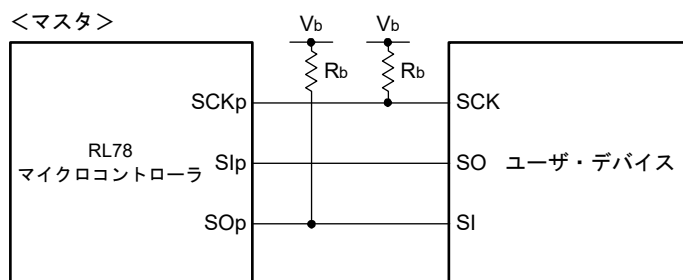 ＜マスタ＞
Vb
Vb
Rb
Rb
SCKp
SCK
RL78
マイクロコントローラ
SIp
SO
ユーザ・デバイス
SOp
SI